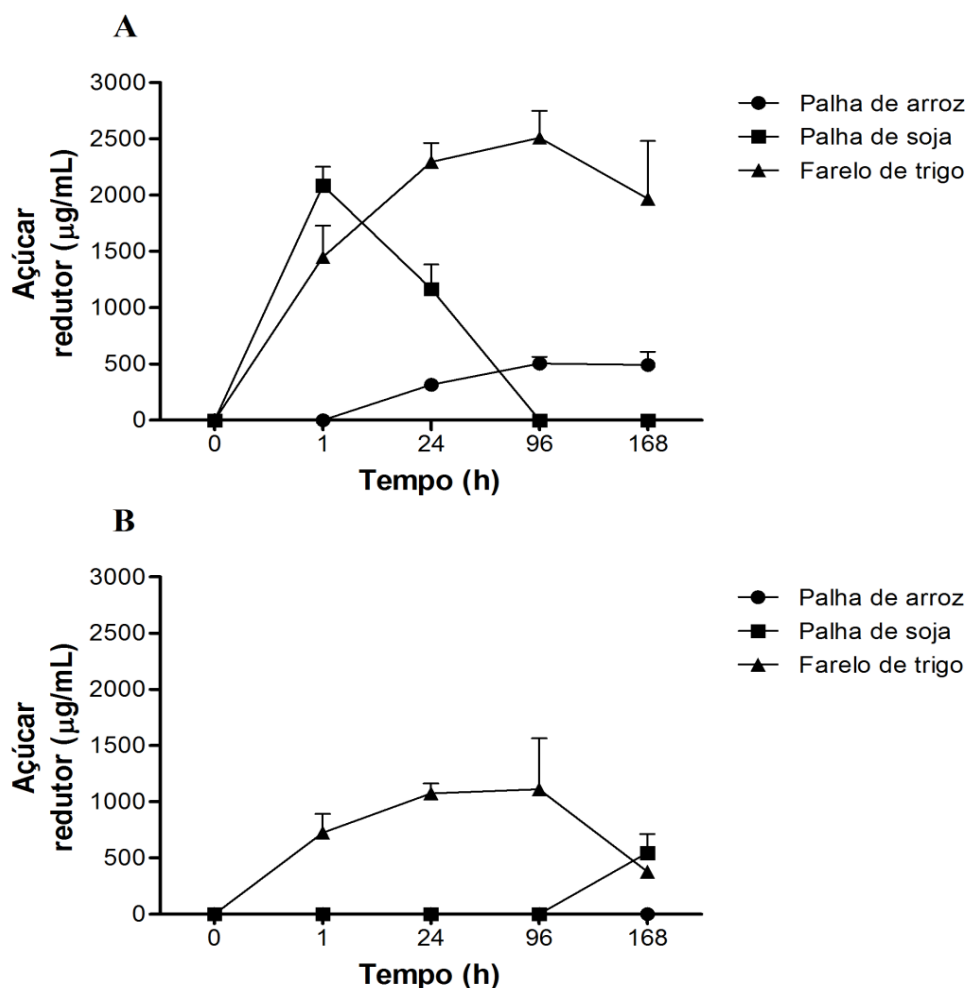 A
3000
2500
2000
1500
1000
500
0
Açúcar
redutor (µg/mL)
0 1 24 96 168
Tempo (h)
Palha de arroz
Palha de soja
Farelo de trigo
B
3000
2500
2000
1500
1000
500
0
Açúcar
redutor (µg/mL)
0 1 24 96 168
Tempo (h)
Palha de arroz
Palha de soja
Farelo de trigo